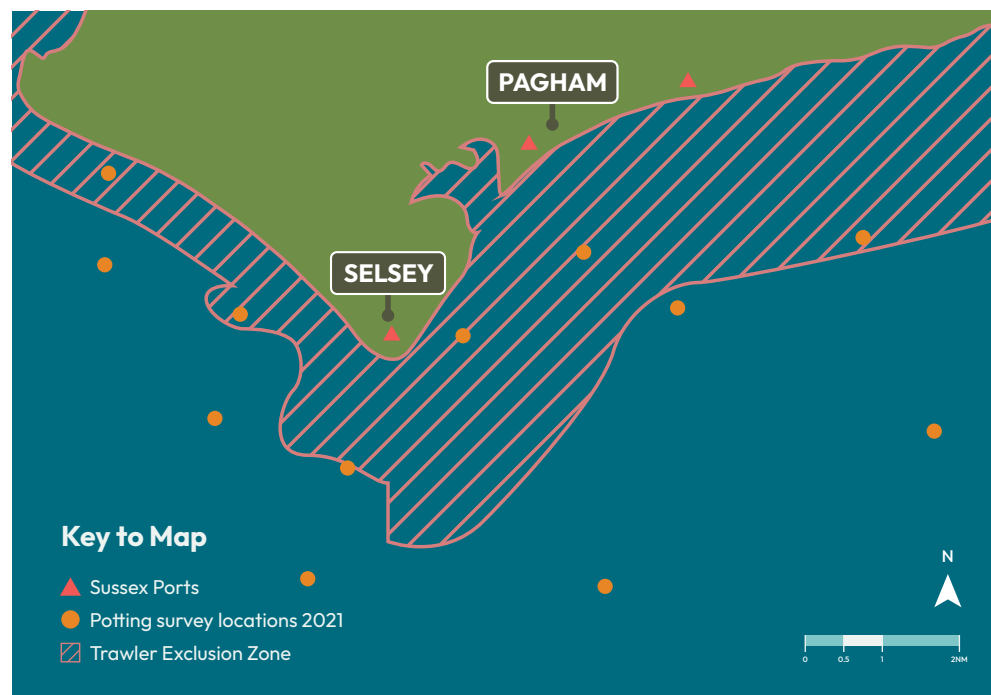 PAGHAM
SELSEY
Key to Map
Sussex Ports
Potting survey locations 2021
Trawler Exclusion Zone
N
0 0.5 1 2NM